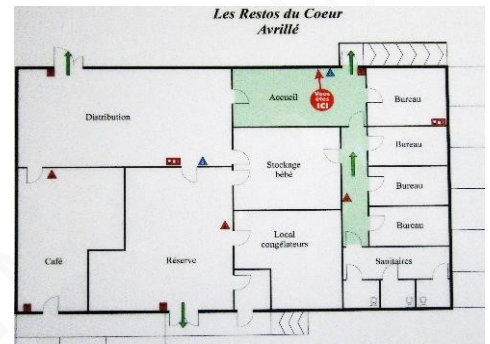 Les Restos du Coeur
Avrillé
Accueil
Vous
êtes
ICI
Bureau
Distribution
Bureau
Stockage
bébé
Bureau
Café
Réserve
Local
congélateurs
Bureau
Sanitaires